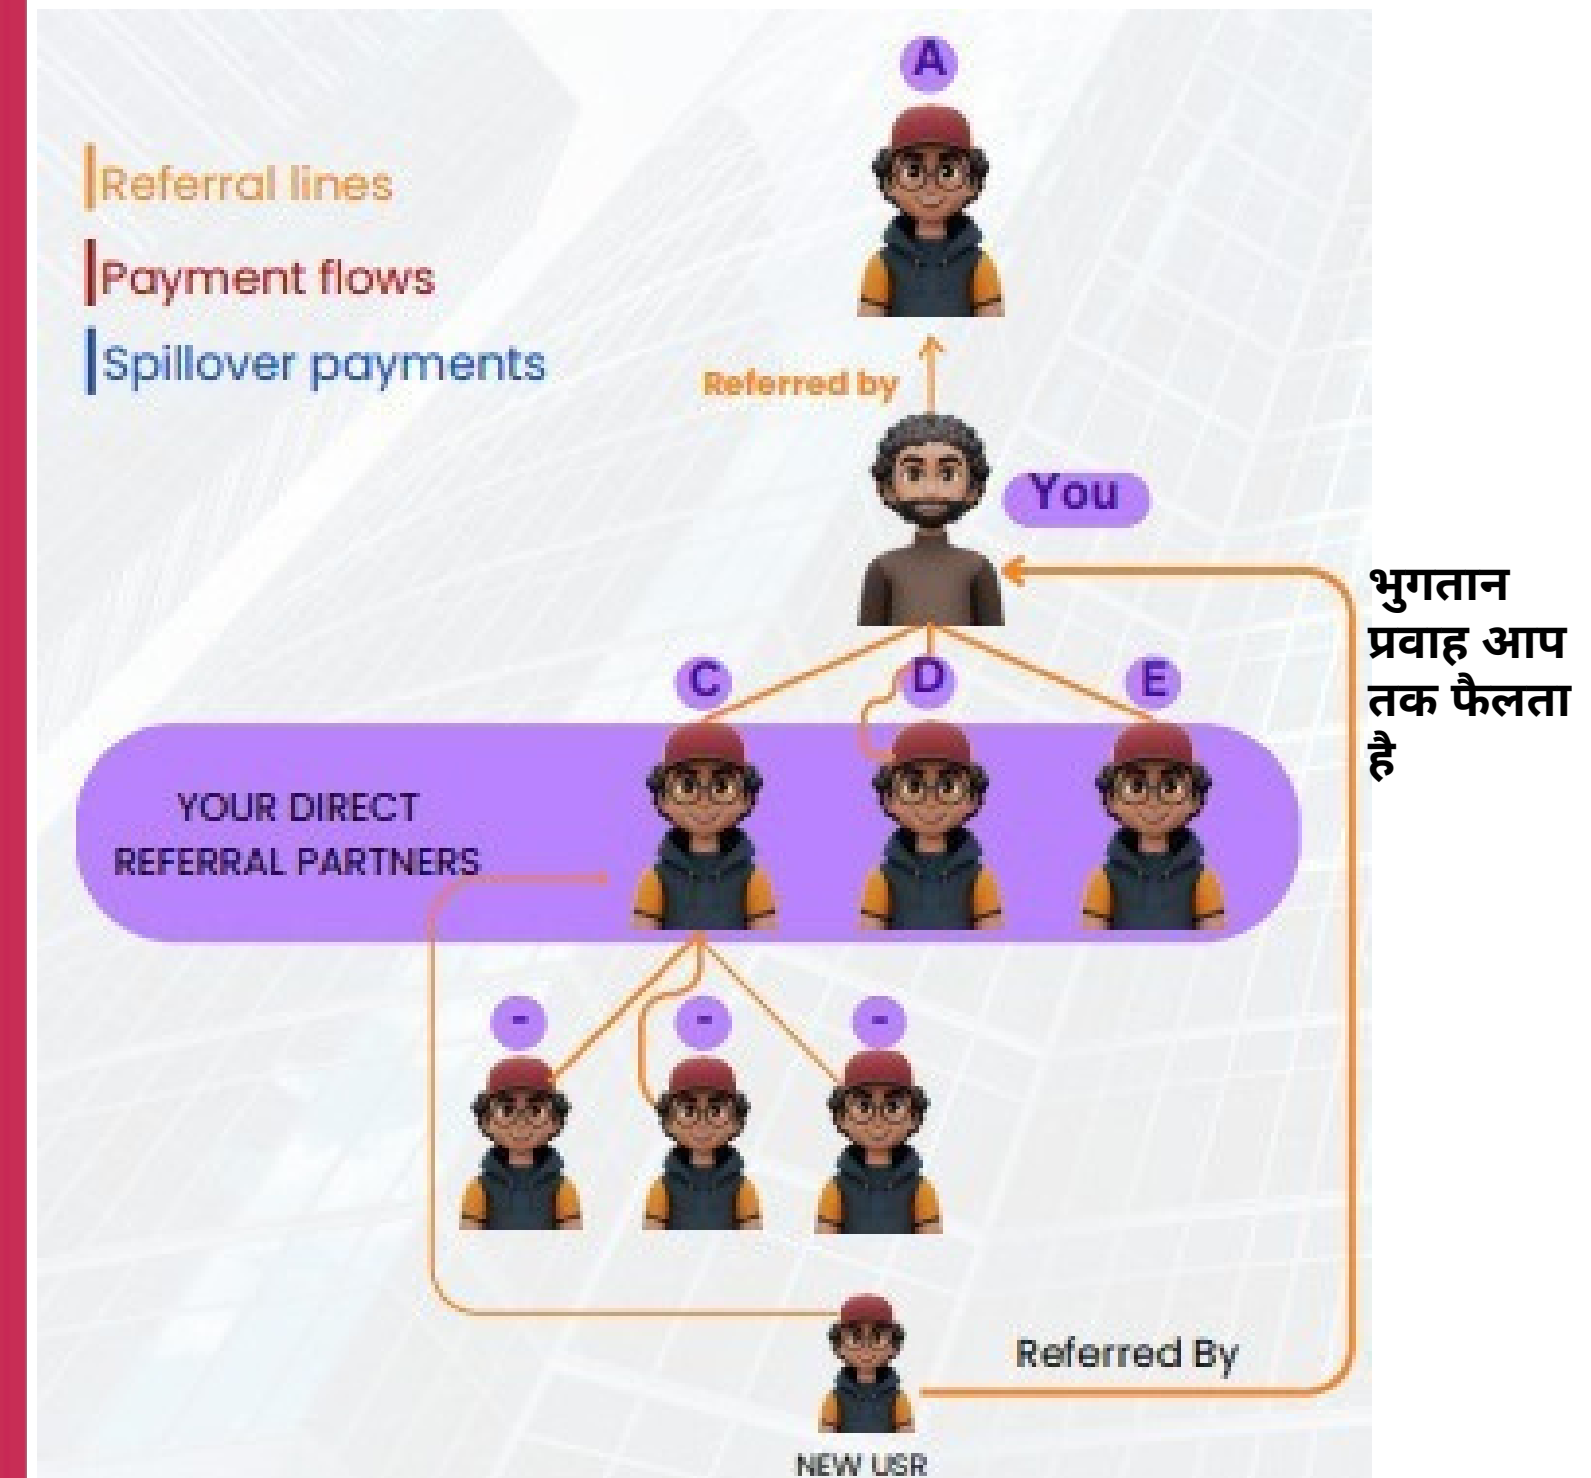 A
Referral lines
Payment flows
Spillover payments
Referred by
You
भुगतान
प्रवाह आप
तक फैलता
है
C
D
E
YOUR DIRECT
REFERRAL PARTNERS
-
-
-
Referred By
NEW USR